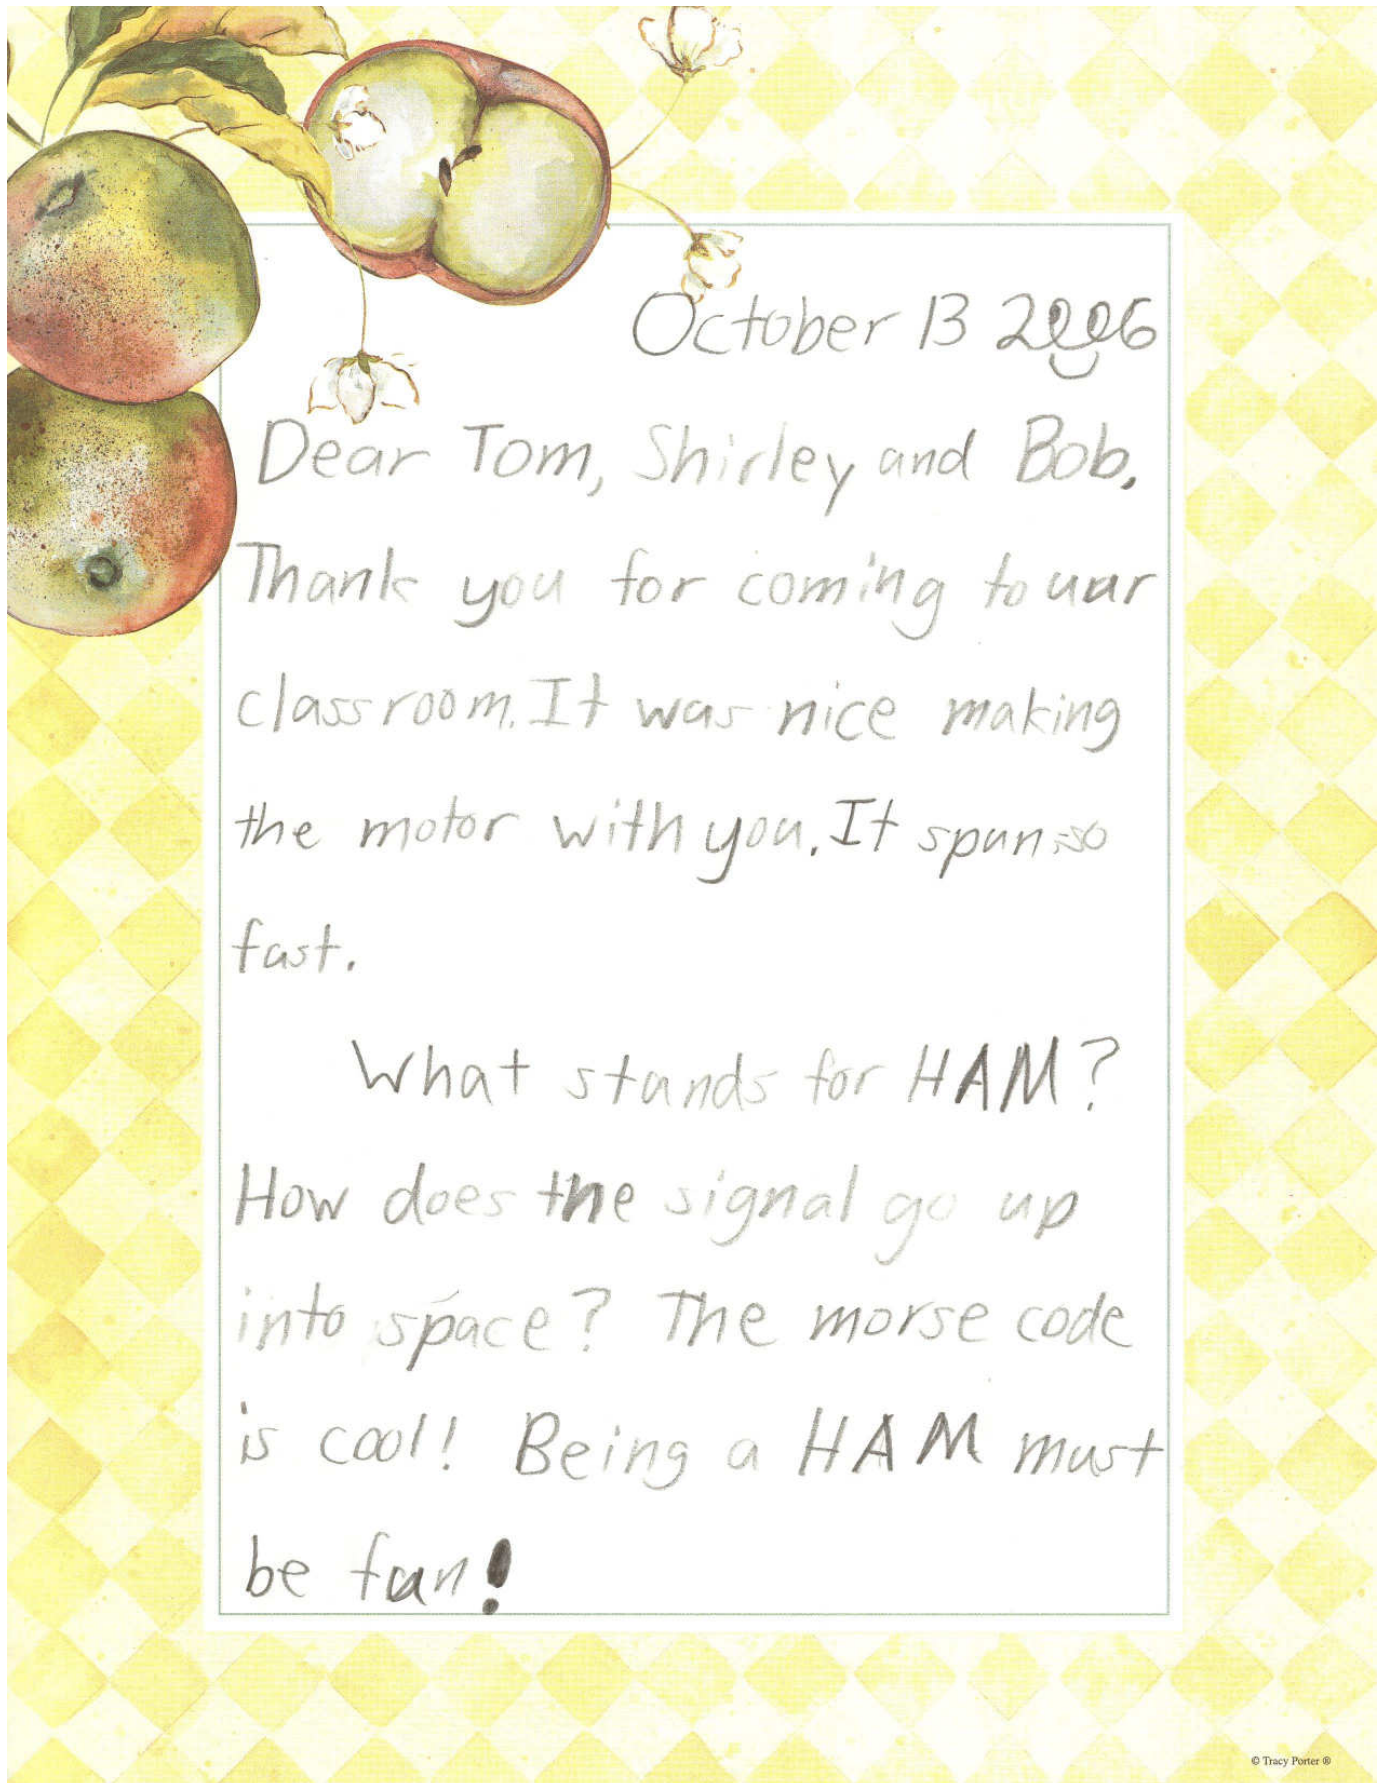 October 13 2006
Dear Tom, Shirley and Bob,
Thank you for coming to uur
classroom. It was nice making
the motor with you. It spun so
fast.
What stands for HAM?
How does the signal go up
into space? The morse code
is cool! Being a HAM must
be fun!
© Tracy Porter ®